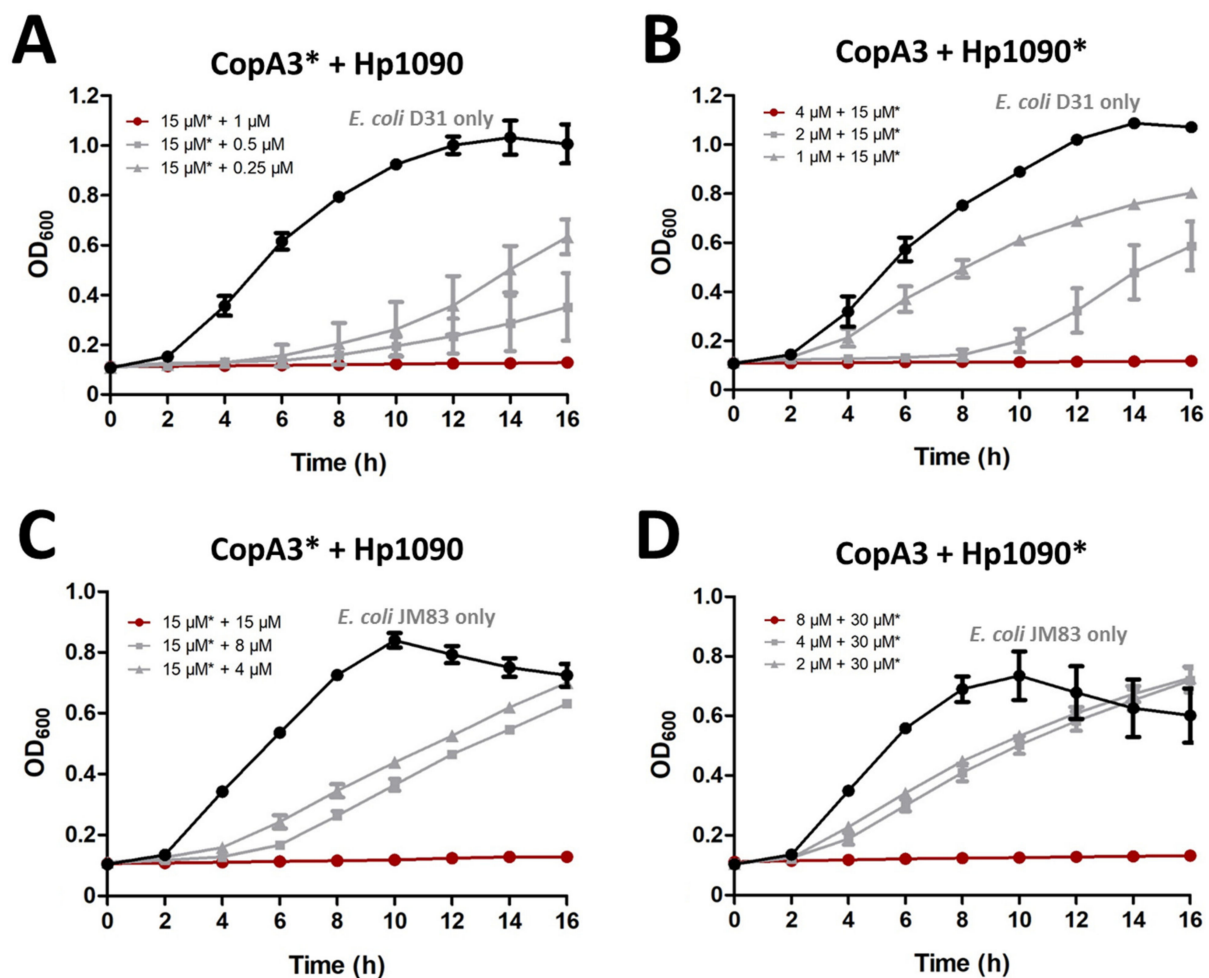 A
CopA3* + Hp1090
1.2
1.0
0.8
0.6
0.4
0.2
0
OD600
15 µM* + 1 µM
15 µM* + 0.5 µM
15 µM* + 0.25 µM
E. coli D31 only
0 2 4 6 8 10 12 14 16
Time (h)
B
CopA3 + Hp1090*
1.2
1.0
0.8
0.6
0.4
0.2
0
OD600
4 µM + 15 µM*
2 µM + 15 µM*
1 µM + 15 µM*
E. coli D31 only
0 2 4 6 8 10 12 14 16
Time (h)
C
CopA3* + Hp1090
1.0
0.8
0.6
0.4
0.2
0
OD600
15 µM* + 15 µM
15 µM* + 8 µM
15 µM* + 4 µM
E. coli JM83 only
0 2 4 6 8 10 12 14 16
Time (h)
D
CopA3 + Hp1090*
1.0
0.8
0.6
0.4
0.2
0
OD600
8 µM + 30 µM*
4 µM + 30 µM*
2 µM + 30 µM*
E. coli JM83 only
0 2 4 6 8 10 12 14 16
Time (h)